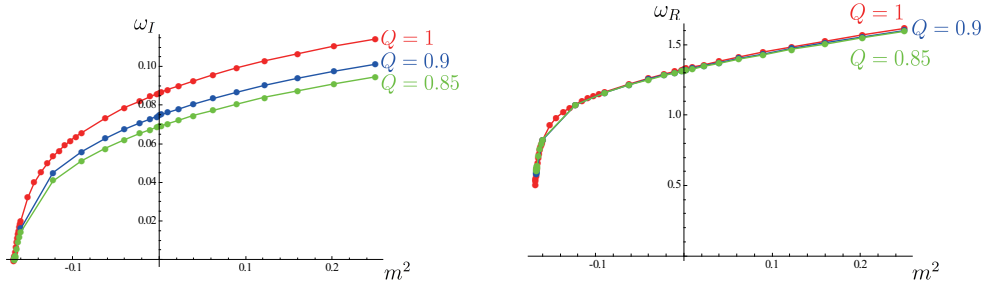 ω_I
Q = 1
Q = 0.9
Q = 0.85
0.10
0.08
0.06
0.04
0.02
-0.1
0.1
0.2
m²
ω_R
Q = 1
Q = 0.9
Q = 0.85
1.5
1.0
0.5
-0.1
0.1
0.2
m²